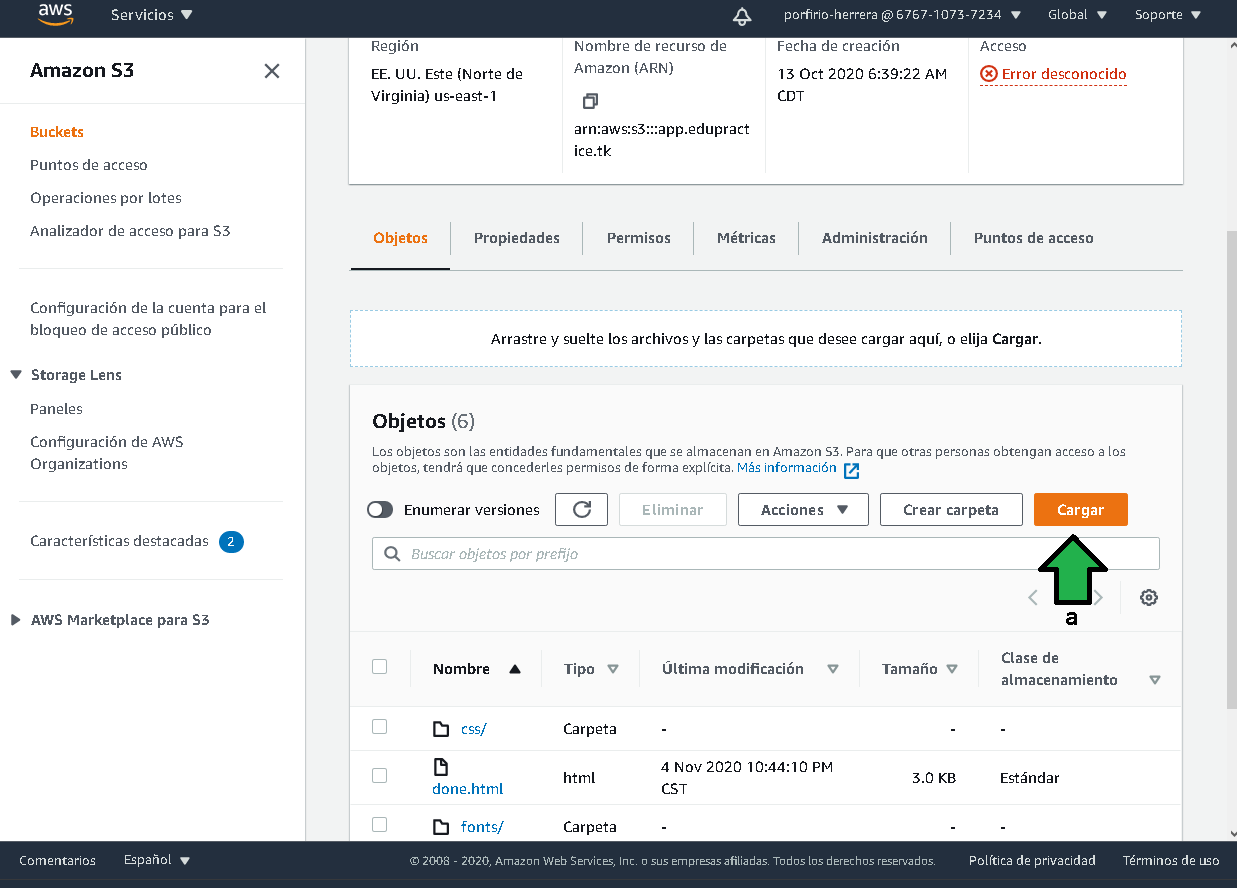 aws
Servicios
porfirio-herrera @ 6767-1073-7234
Global
Soporte
Amazon S3
Buckets
Puntos de acceso
Operaciones por lotes
Analizador de acceso para S3
Configuración de la cuenta para el
bloqueo de acceso público
Storage Lens
Paneles
Configuración de AWS
Organizations
Características destacadas 2
AWS Marketplace para S3
Región
EE. UU. Este (Norte de
Virginia) us-east-1
Nombre de recurso de
Amazon (ARN)
arn:aws:s3:::app.edupract
ice.tk
Fecha de creación
13 Oct 2020 6:39:22 AM
CDT
Acceso
Error desconocido
Objetos
Propiedades
Permisos
Métricas
Administración
Puntos de acceso
Arrastre y suelte los archivos y las carpetas que desee cargar aquí, o elija Cargar.
Objetos (6)
Los objetos son las entidades fundamentales que se almacenan en Amazon S3. Para que otras personas obtengan acceso a los
objetos, tendrá que concederles permisos de forma explícita. Más información
Enumerar versiones
Eliminar
Acciones
Crear carpeta
Cargar
Buscar objetos por prefijo
a
Nombre
Tipo
Última modificación
Tamaño
Clase de
almacenamiento
css/
Carpeta
-
-
-
done.html
html
4 Nov 2020 10:44:10 PM
CST
3.0 KB
Estándar
fonts/
Carpeta
-
-
-
Comentarios
Español
© 2008 - 2020, Amazon Web Services, Inc. o sus empresas afiliadas. Todos los derechos reservados.
Política de privacidad
Términos de uso